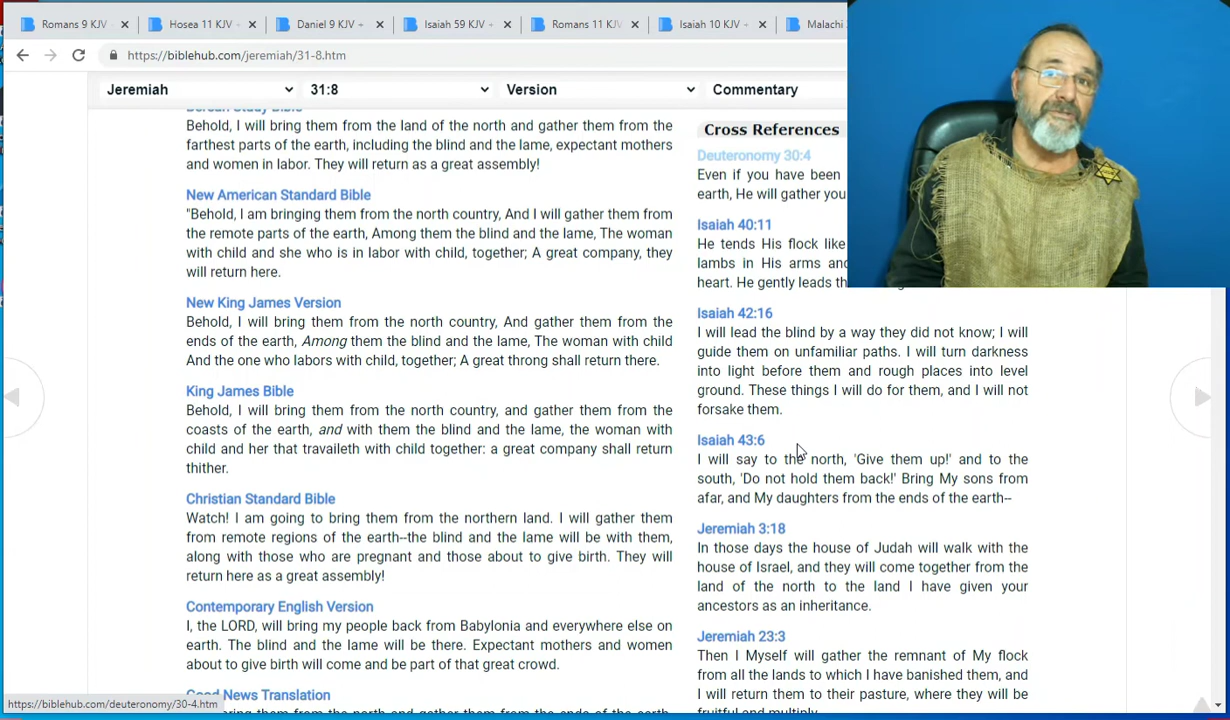 Romans 9 KJV
Hosea 11 KJV
Daniel 9 KJV
Isaiah 59 KJV
Romans 11 KJV
Isaiah 10 KJV
Malachi
https://biblehub.com/jeremiah/31-8.htm
Jeremiah
31:8
Version
Commentary
Berean Study Bible
Behold, I will bring them from the land of the north and gather them from the
farthest parts of the earth, including the blind and the lame, expectant mothers
and women in labor. They will return as a great assembly!
New American Standard Bible
"Behold, I am bringing them from the north country, And I will gather them from
the remote parts of the earth, Among them the blind and the lame, The woman
with child and she who is in labor with child, together; A great company, they
will return here.
New King James Version
Behold, I will bring them from the north country, And gather them from the
ends of the earth, Among them the blind and the lame, The woman with child
And the one who labors with child, together; A great throng shall return there.
King James Bible
Behold, I will bring them from the north country, and gather them from the
coasts of the earth, and with them the blind and the lame, the woman with
child and her that travaileth with child together: a great company shall return
thither.
Christian Standard Bible
Watch! I am going to bring them from the northern land. I will gather them
from remote regions of the earth--the blind and the lame will be with them,
along with those who are pregnant and those about to give birth. They will
return here as a great assembly!
Contemporary English Version
I, the LORD, will bring my people back from Babylonia and everywhere else on
earth. The blind and the lame will be there. Expectant mothers and women
about to give birth will come and be part of that great crowd.
Good News Translation
Cross References
Deuteronomy 30:4
Even if you have been
earth, He will gather you
Isaiah 40:11
He tends His flock like
lambs in His arms and
heart. He gently leads
Isaiah 42:16
I will lead the blind by a way they did not know; I will
guide them on unfamiliar paths. I will turn darkness
into light before them and rough places into level
ground. These things I will do for them, and I will not
forsake them.
Isaiah 43:6
I will say to the north, 'Give them up!' and to the
south, 'Do not hold them back!' Bring My sons from
afar, and My daughters from the ends of the earth--
Jeremiah 3:18
In those days the house of Judah will walk with the
house of Israel, and they will come together from the
land of the north to the land I have given your
ancestors as an inheritance.
Jeremiah 23:3
Then I Myself will gather the remnant of My flock
from all the lands to which I have banished them, and
I will return them to their pasture, where they will be
fruitful and multiply.
https://biblehub.com/deuteronomy/30-4.htm